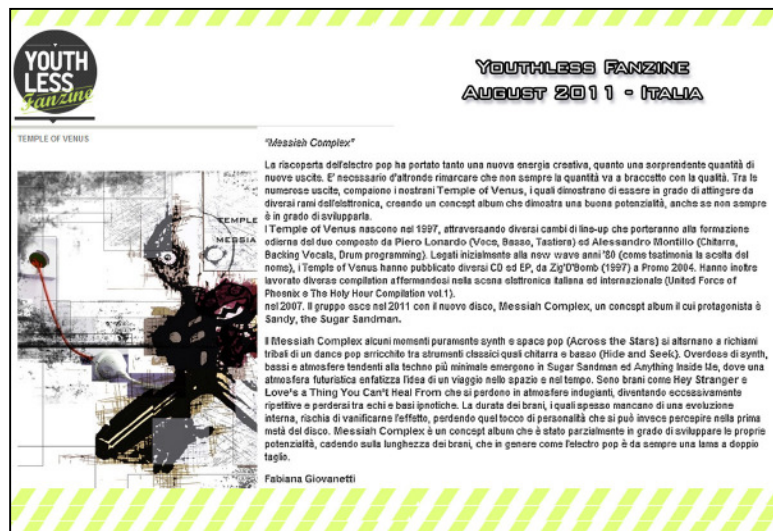 YOUTH
LESS
Fanzine
YOUTHLESS FANZINE
AUGUST 2011 - ITALIA
TEMPLE OF VENUS
TEMPLE
MESSIA
"Messiah Complex"
La riscoperta dell'electro pop ha portato tanto una nuova energia creativa, quanto una sorprendente quantità di
nuove uscite. E' necessario d'altronde rimarcare che non sempre la quantità va a braccetto con la qualità. Tra le
numerose uscite, compaiono i nostrani Temple of Venus, i quali dimostrano di essere in grado di attingere da
diversi rami dell'elettronica, creando un concept album che dimostra una buona potenzialità, anche se non sempre
è in grado di svilupparla.
I Temple of Venus nascono nel 1997, attraversando diversi cambi di line-up che porteranno alla formazione
odierna del duo composto da Piero Lonardo (Voce, Basso, Tastiera) ed Alessandro Montillo (Chitarra,
Backing Vocals, Drum programming). Legati inizialmente alla new wave anni '80 (come testimonia la scelta del
nome), i Temple of Venus hanno pubblicato diversi CD ed EP, da Zig'O'Bomb (1997) a Promo 2004. Hanno inoltre
lavorato diverse compilation affermandosi nella scena elettronica italiana ed internazionale (United Force of
Phoenix e The Holy Hour Compilation vol.1).
nel 2007. Il gruppo esce nel 2011 con il nuovo disco, Messiah Complex, un concept album il cui protagonista è
Sandy, the Sugar Sandman.
Il Messiah Complex alcuni momenti puramente synth e space pop (Across the Stars) si alternano a richiami
tribali di un dance pop arricchito tra strumenti classici quali chitarra e basso (Hide and Seek). Overdose di synth,
bassi e atmosfere tendenti alla techno più minimale emergono in Sugar Sandman ed Anything Inside Me, dove una
atmosfera futuristica enfatizza l'idea di un viaggio nello spazio e nel tempo. Sono brani come Hey Stranger e
Love's a Thing You Can't Heal From che si perdono in atmosfere indugianti, diventando eccessivamente
ripetitive e perdersi tra echi e basi ipnotiche. La durata dei brani, i quali spesso mancano di una evoluzione
interna, rischia di vanificarne l'effetto, perdendo quel tocco di personalità che si può invece percepire nella prima
metà del disco. Messiah Complex è un concept album che è stato parzialmente in grado di sviluppare le proprie
potenzialità, cadendo sulla lunghezza dei brani, che in genere come l'electro pop è da sempre una lama a doppio
taglio.
Fabiana Giovanetti